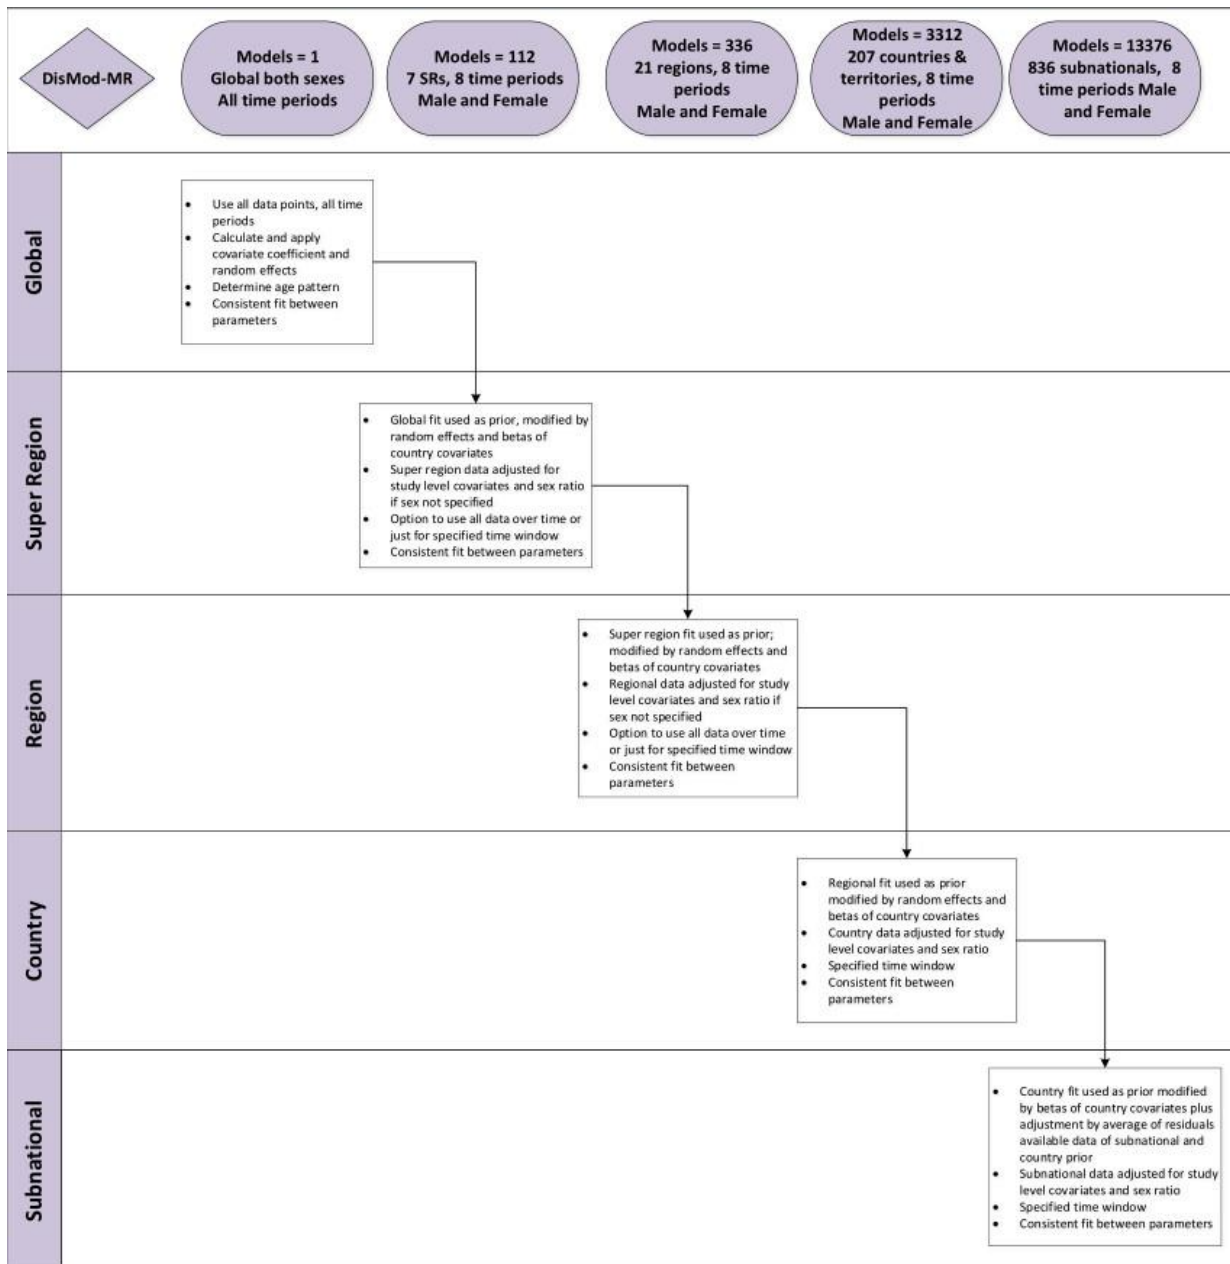 DisMod-MR
Models = 1
Global both sexes
All time periods
Models = 112
7 SRs, 8 time periods
Male and Female
Models = 336
21 regions, 8 time
periods
Male and Female
Models = 3312
207 countries &
territories, 8 time
periods
Male and Female
Models = 13376
836 subnationals, 8
time periods Male
and Female
Global
• Use all data points, all time
periods
• Calculate and apply
covariate coefficient and
random effects
• Determine age pattern
• Consistent fit between
parameters
Super Region
• Global fit used as prior, modified by
random effects and betas of
country covariates
• Super region data adjusted for
study level covariates and sex ratio
if sex not specified
• Option to use all data over time or
just for specified time window
• Consistent fit between parameters
Region
• Super region fit used as prior;
modified by random effects and
betas of country covariates
• Regional data adjusted for study
level covariates and sex ratio if
sex not specified
• Option to use all data over time
or just for specified time window
• Consistent fit between
parameters
Country
• Regional fit used as prior
modified by random effects and
betas of country covariates
• Country data adjusted for study
level covariates and sex ratio
• Specified time window
• Consistent fit between
parameters
Subnational
• Country fit used as prior modified
by betas of country covariates plus
adjustment by average of residuals
available data of subnational and
country prior
• Subnational data adjusted for study
level covariates and sex ratio
• Specified time window
• Consistent fit between parameters